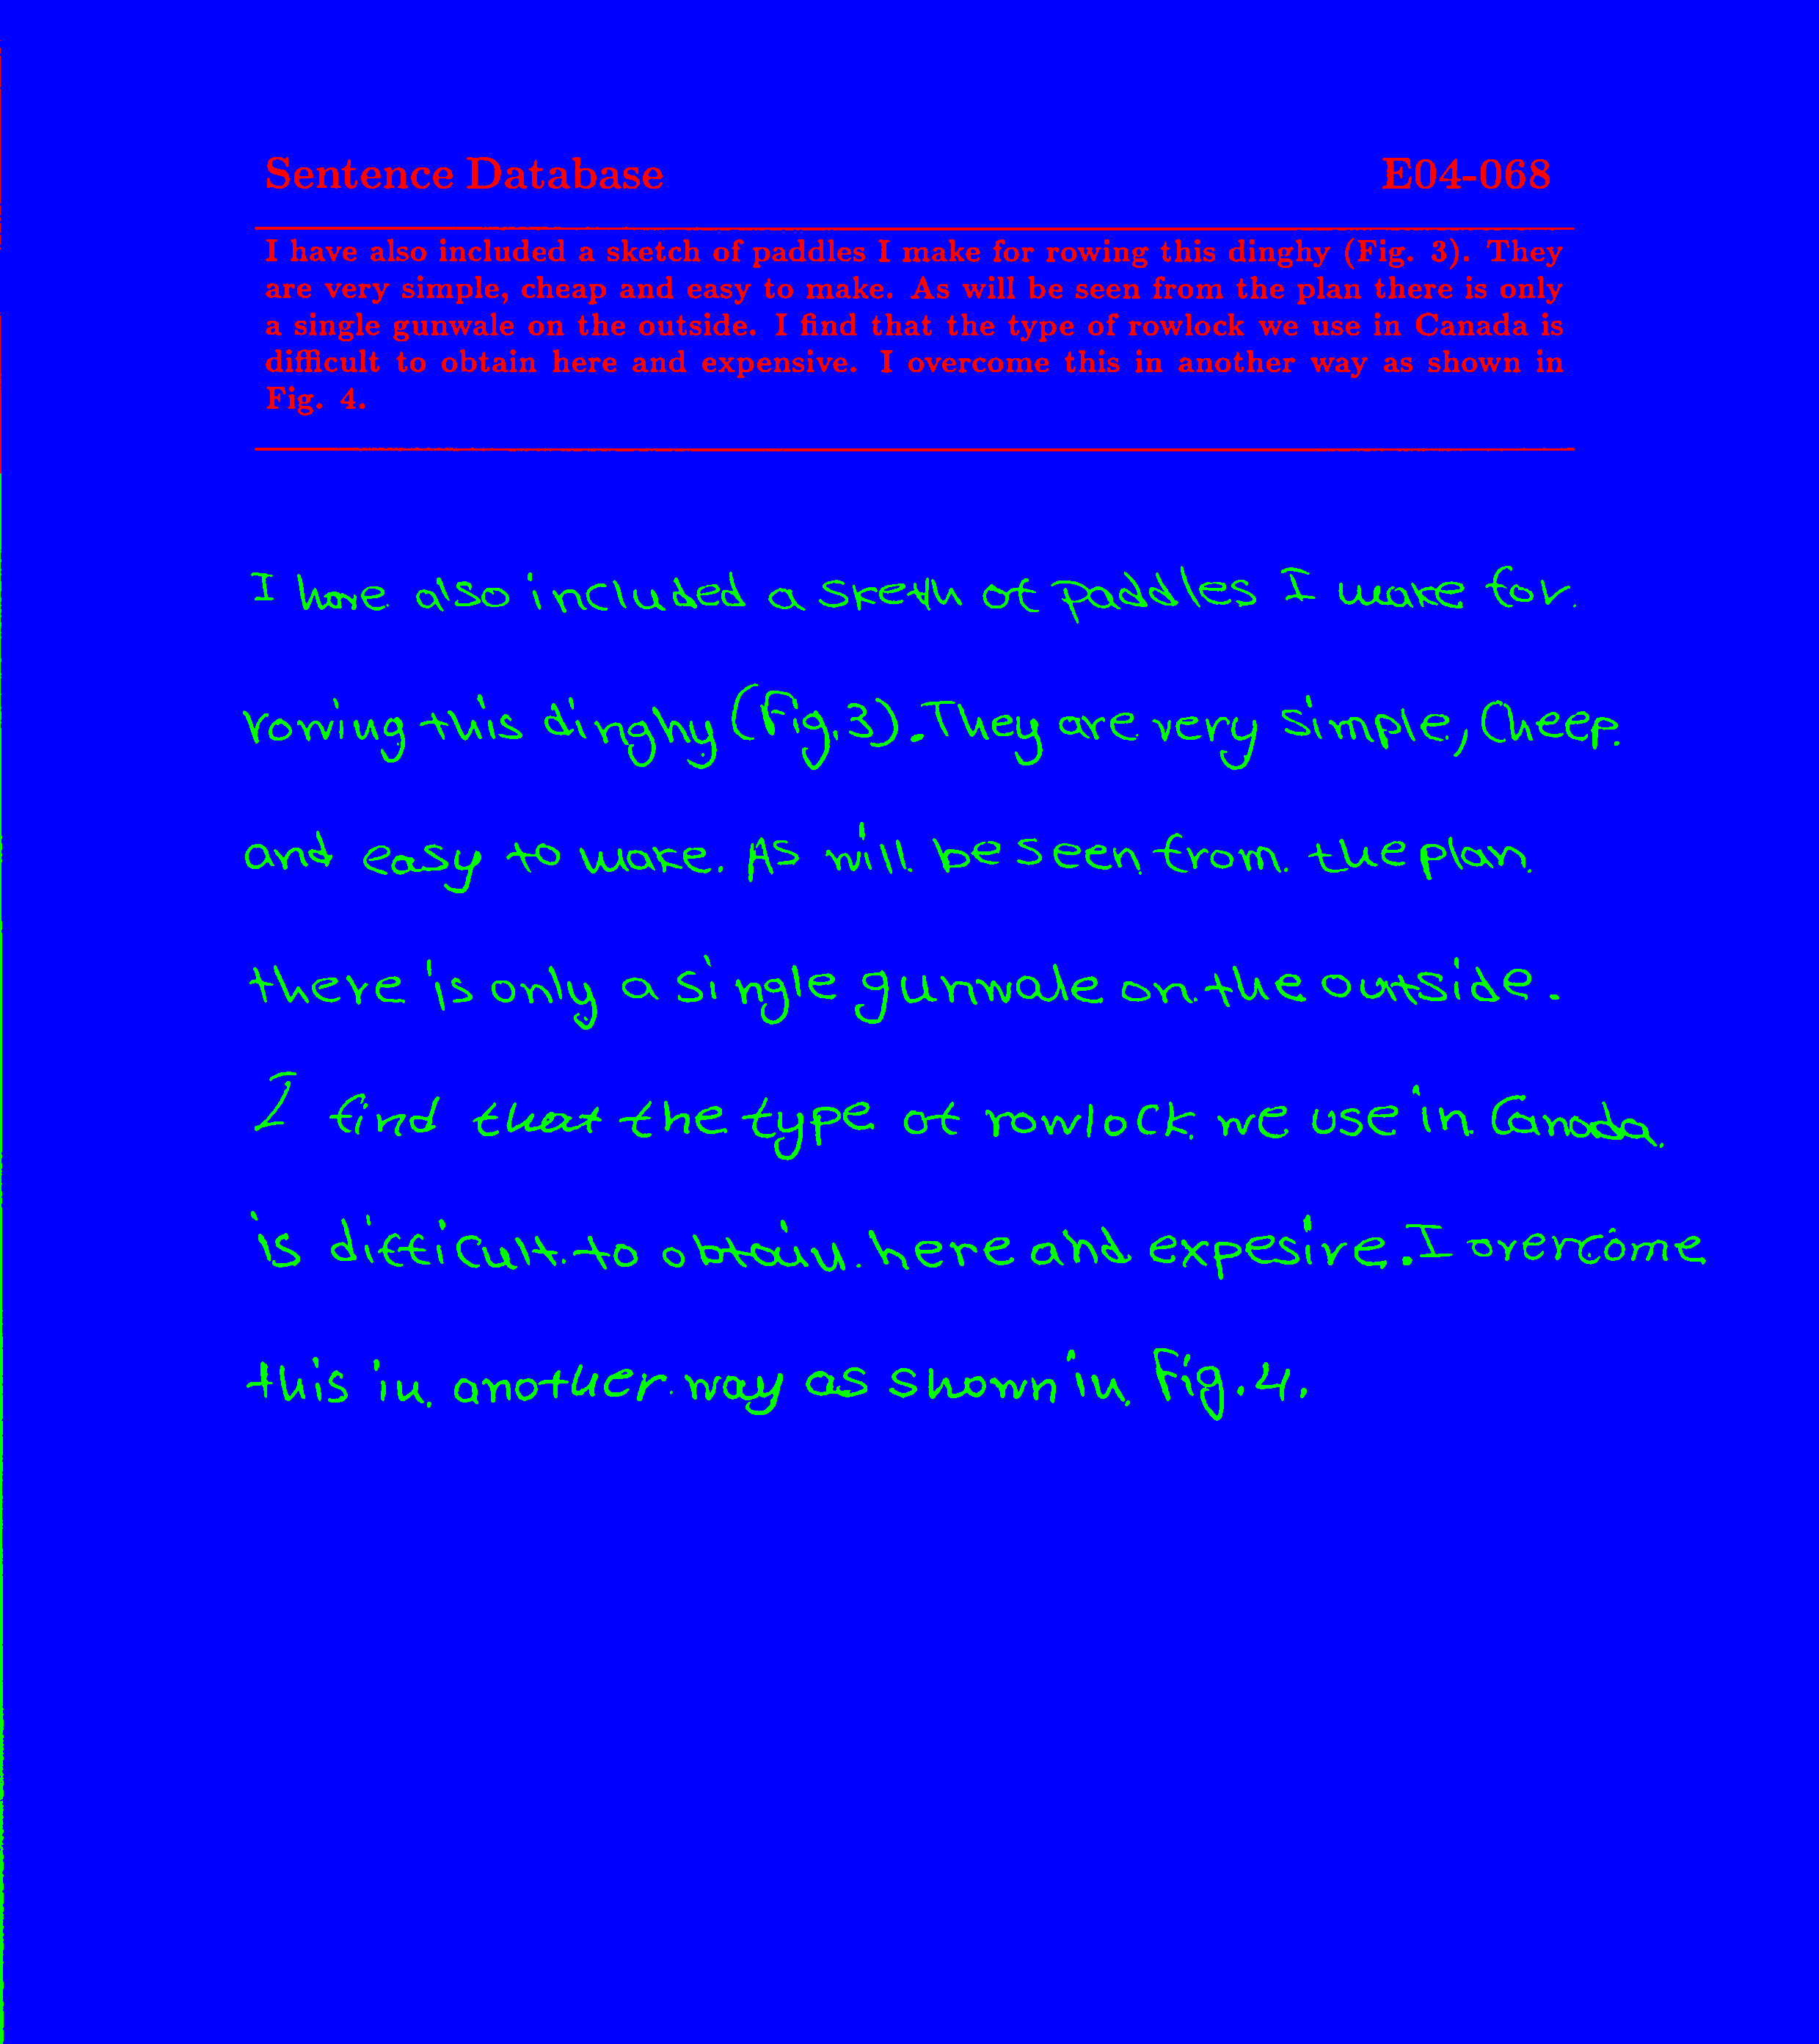 Sentence Database E04-068
I have also included a sketch of paddles I make for rowing this dinghy (Fig. 3). They
are very simple, cheap and easy to make. As will be seen from the plan there is only
a single gunwale on the outside. I find that the type of rowlock we use in Canada is
difficult to obtain here and expensive. I overcome this in another way as shown in
Fig. 4.
I have also included a sketh of paddles I make for
rowing this dinghy (Fig. 3). They are very simple, Cheep
and easy to make. As will be seen from the plan
there is only a single gunwale on the outside.
I find that the type of rowlock we use in Canada
is difficult to obtain here and expesive. I overcome
this in another way as shown in Fig. 4.